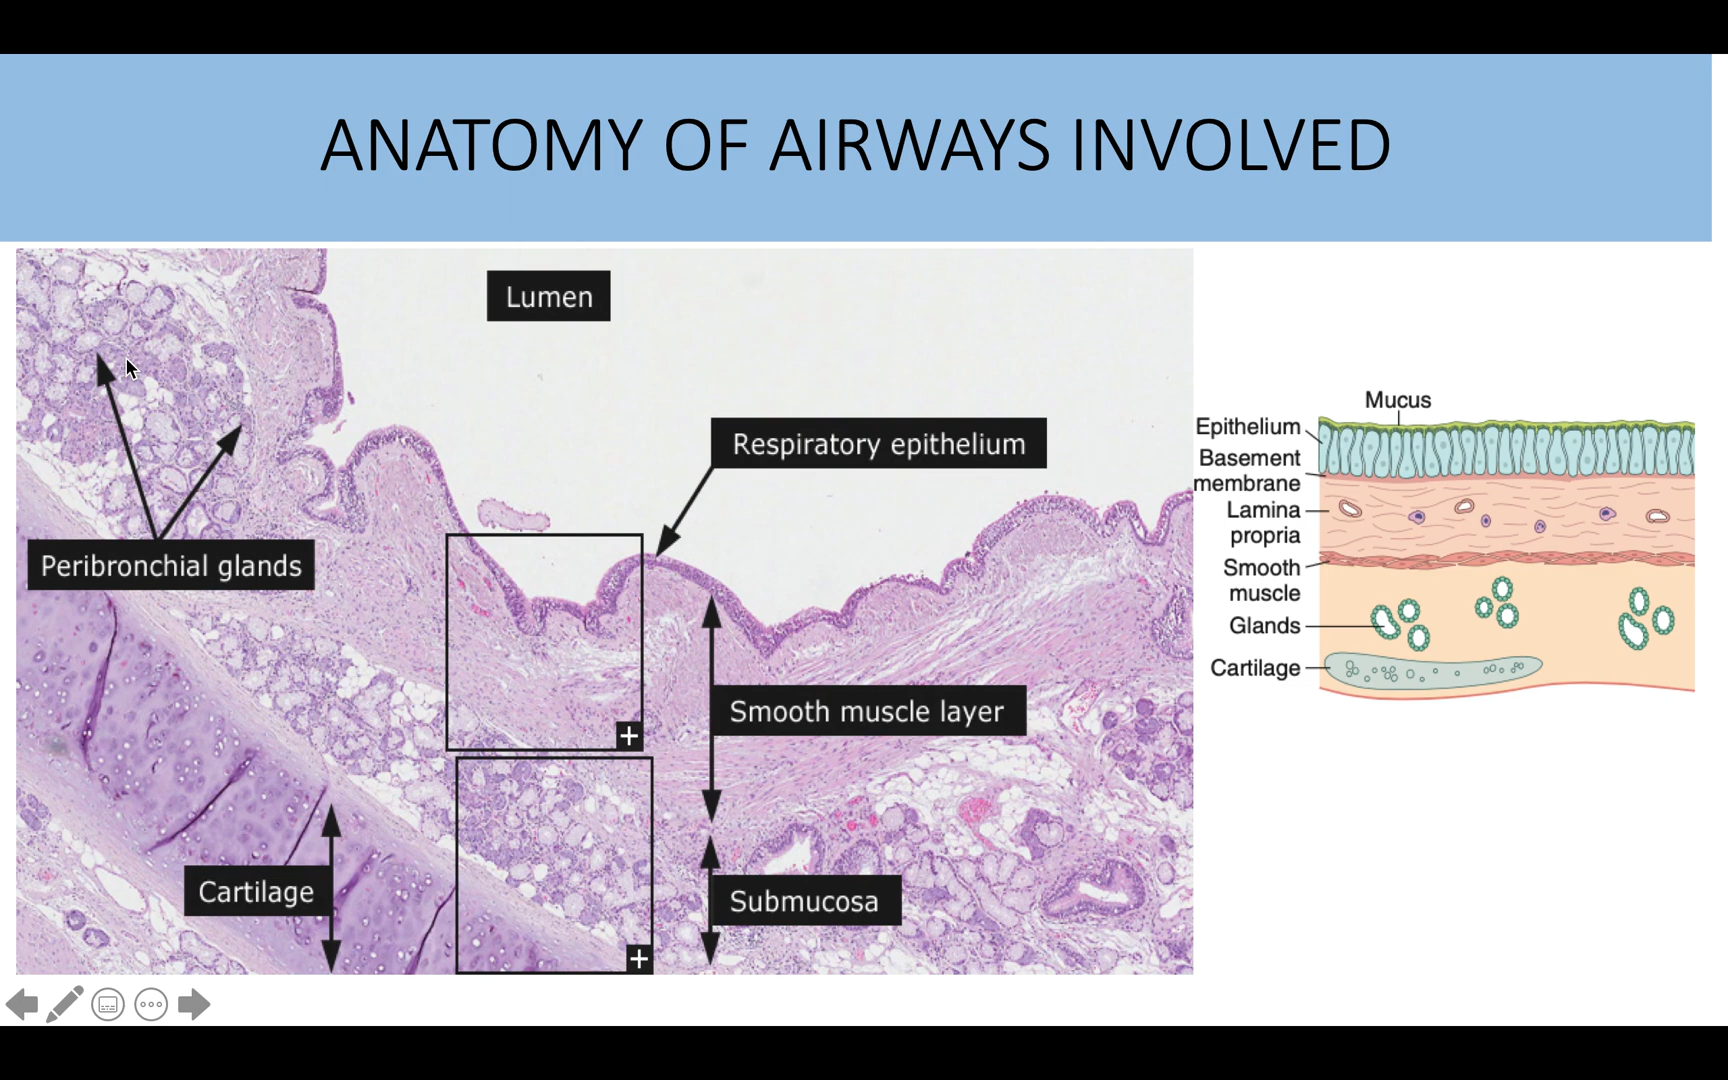 ANATOMY OF AIRWAYS INVOLVED
Lumen
Respiratory epithelium
Peribronchial glands
Smooth muscle layer
Cartilage
Submucosa
Mucus
Epithelium
Basement
membrane
Lamina
propria
Smooth
muscle
Glands
Cartilage